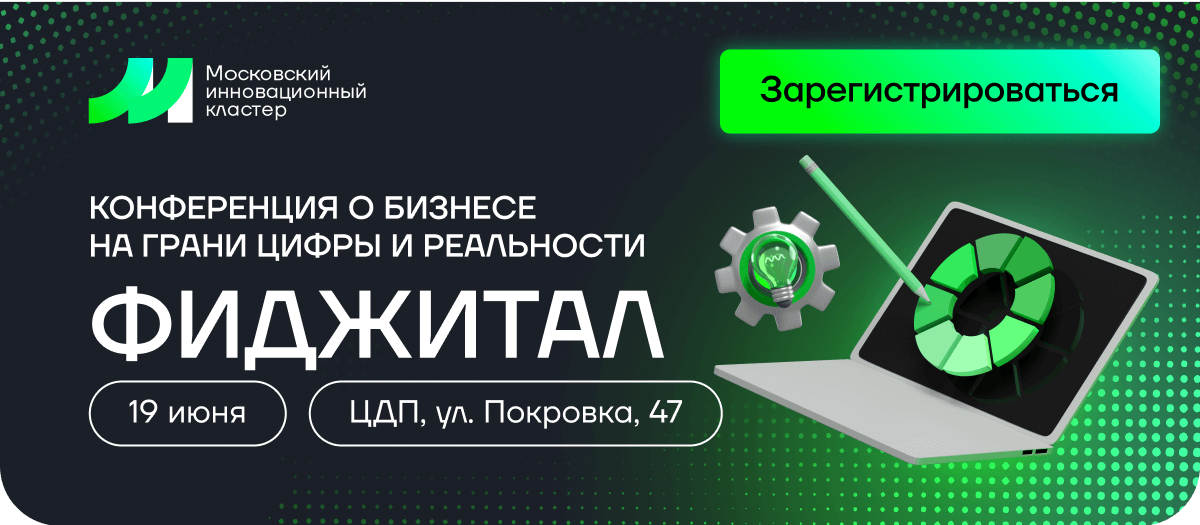 Московский
инновационный
кластер
Зарегистрироваться
КОНФЕРЕНЦИЯ О БИЗНЕСЕ
НА ГРАНИ ЦИФРЫ И РЕАЛЬНОСТИ
ФИДЖИТАЛ
19 июня
ЦДП, ул. Покровка, 47